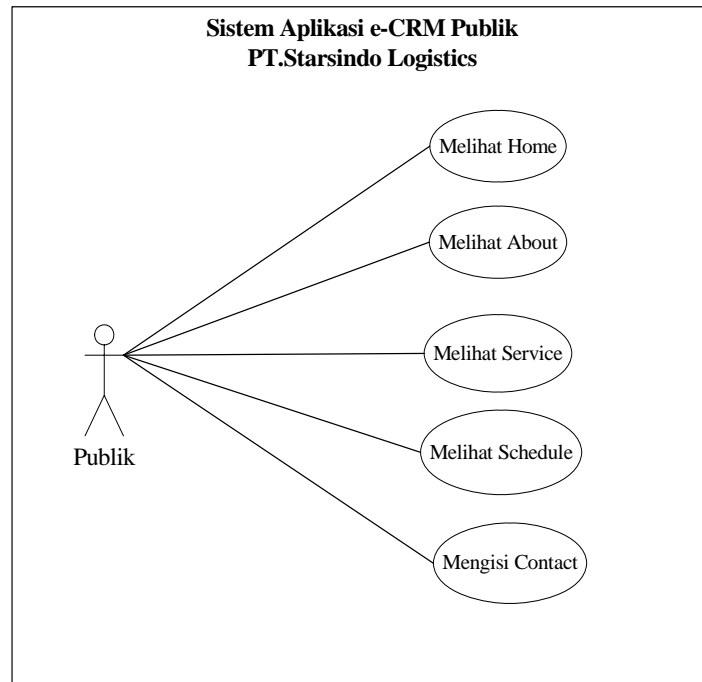 Sistem Aplikasi e-CRM Publik
PT.Starsindo Logistics
Melihat Home
Melihat About
Melihat Service
Publik
Melihat Schedule
Mengisi Contact